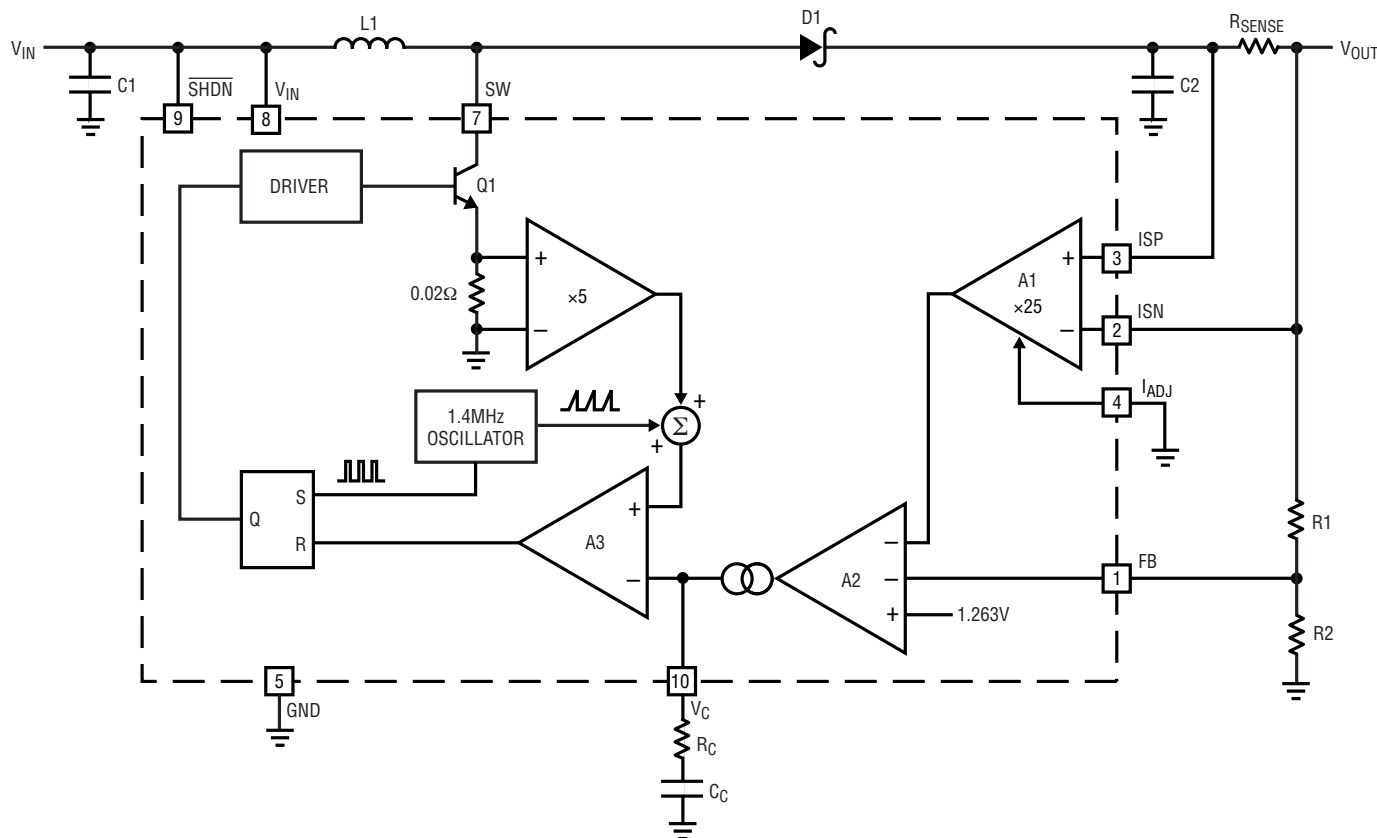 L1
D1
RSENSE
VIN
VOUT
C1
SHDN
VIN
SW
C2
9
8
7
DRIVER
Q1
+
×5
−
0.02Ω
ISP
3
+
A1
×25
−
ISN
2
IADJ
4
1.4MHz
OSCILLATOR
+
Σ
+
S
Q
R
+
A3
−
−
A2
−
+
1.263V
FB
1
R1
R2
5
GND
10
VC
RC
CC